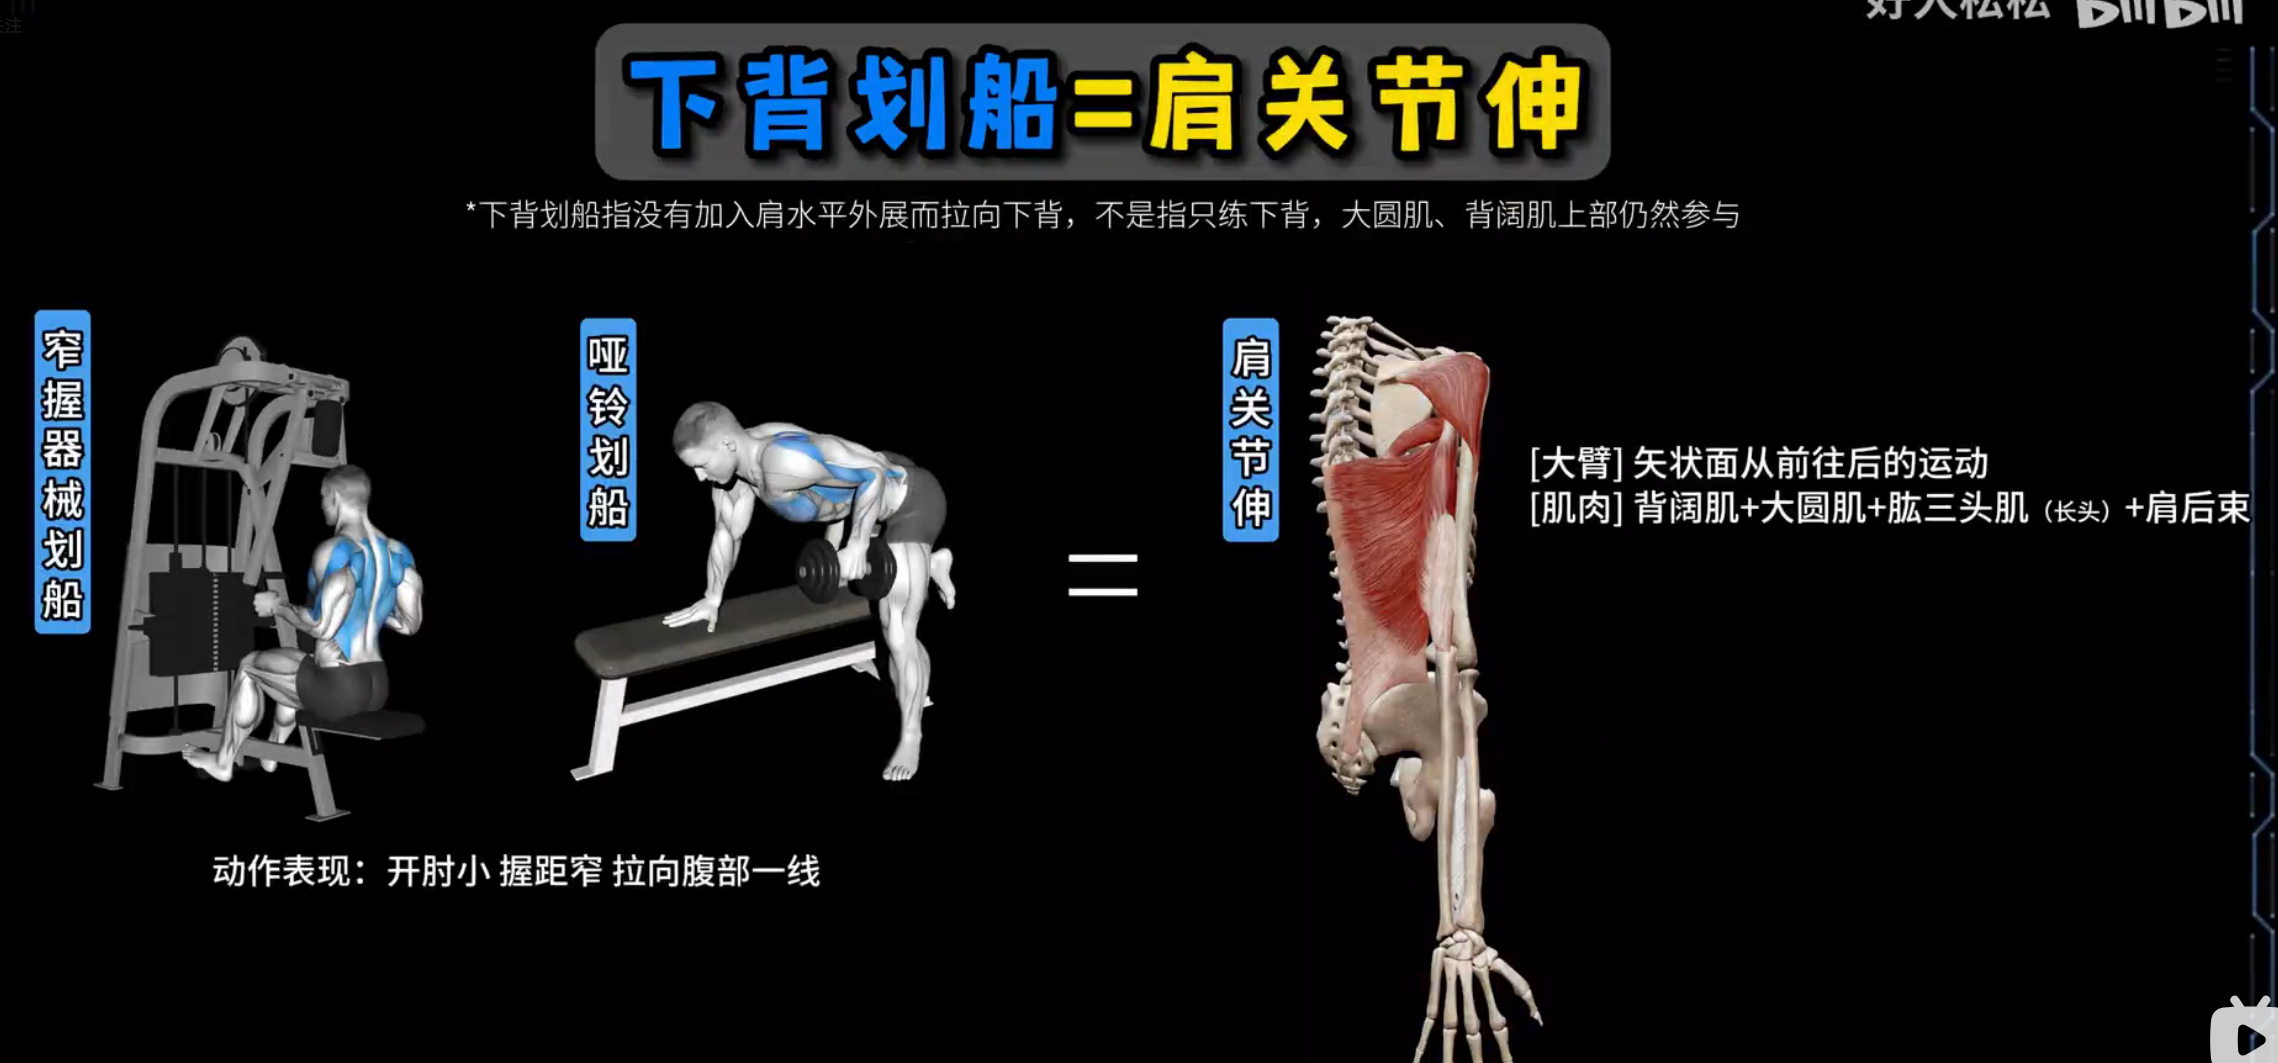 好人松松 bilibili
下背划船=肩关节伸
*下背划船指没有加入肩水平外展而拉向下背，不是指只练下背，大圆肌、背阔肌上部仍然参与
窄握器械划船
哑铃划船
=
肩关节伸
[大臂] 矢状面从前往后的运动
[肌肉] 背阔肌+大圆肌+肱三头肌（长头）+肩后束
动作表现：开肘小 握距窄 拉向腹部一线